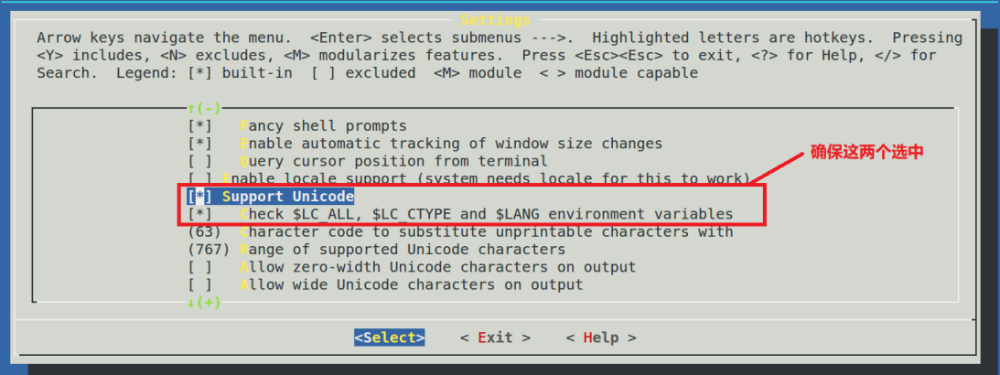 Settings
Arrow keys navigate the menu.  <Enter> selects submenus --->.  Highlighted letters are hotkeys.  Pressing
<Y> includes, <N> excludes, <M> modularizes features.  Press <Esc><Esc> to exit, <?> for Help, </> for
Search.  Legend: [*] built-in  [ ] excluded  <M> module  < > module capable
↑(-)
[*]   Fancy shell prompts
[*]   Enable automatic tracking of window size changes
[ ]   Query cursor position from terminal
[ ] Enable locale support (system needs locale for this to work)
[*] Support Unicode
[*]   Check $LC_ALL, $LC_CTYPE and $LANG environment variables
(63)  Character code to substitute unprintable characters with
(767) Range of supported Unicode characters
[ ]   Allow zero-width Unicode characters on output
[ ]   Allow wide Unicode characters on output
↓(+)
确保这两个选中
<Select>    < Exit >    < Help >